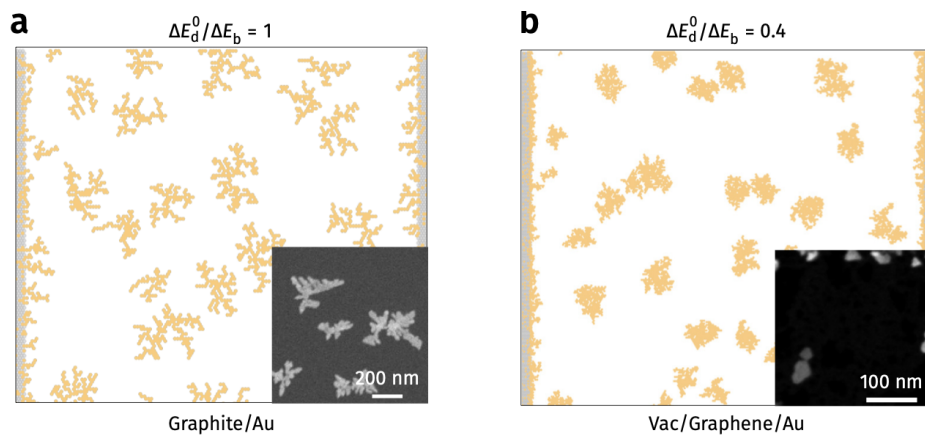 a
ΔE⁰d/ΔEb = 1
200 nm
Graphite/Au
b
ΔE⁰d/ΔEb = 0.4
100 nm
Vac/Graphene/Au